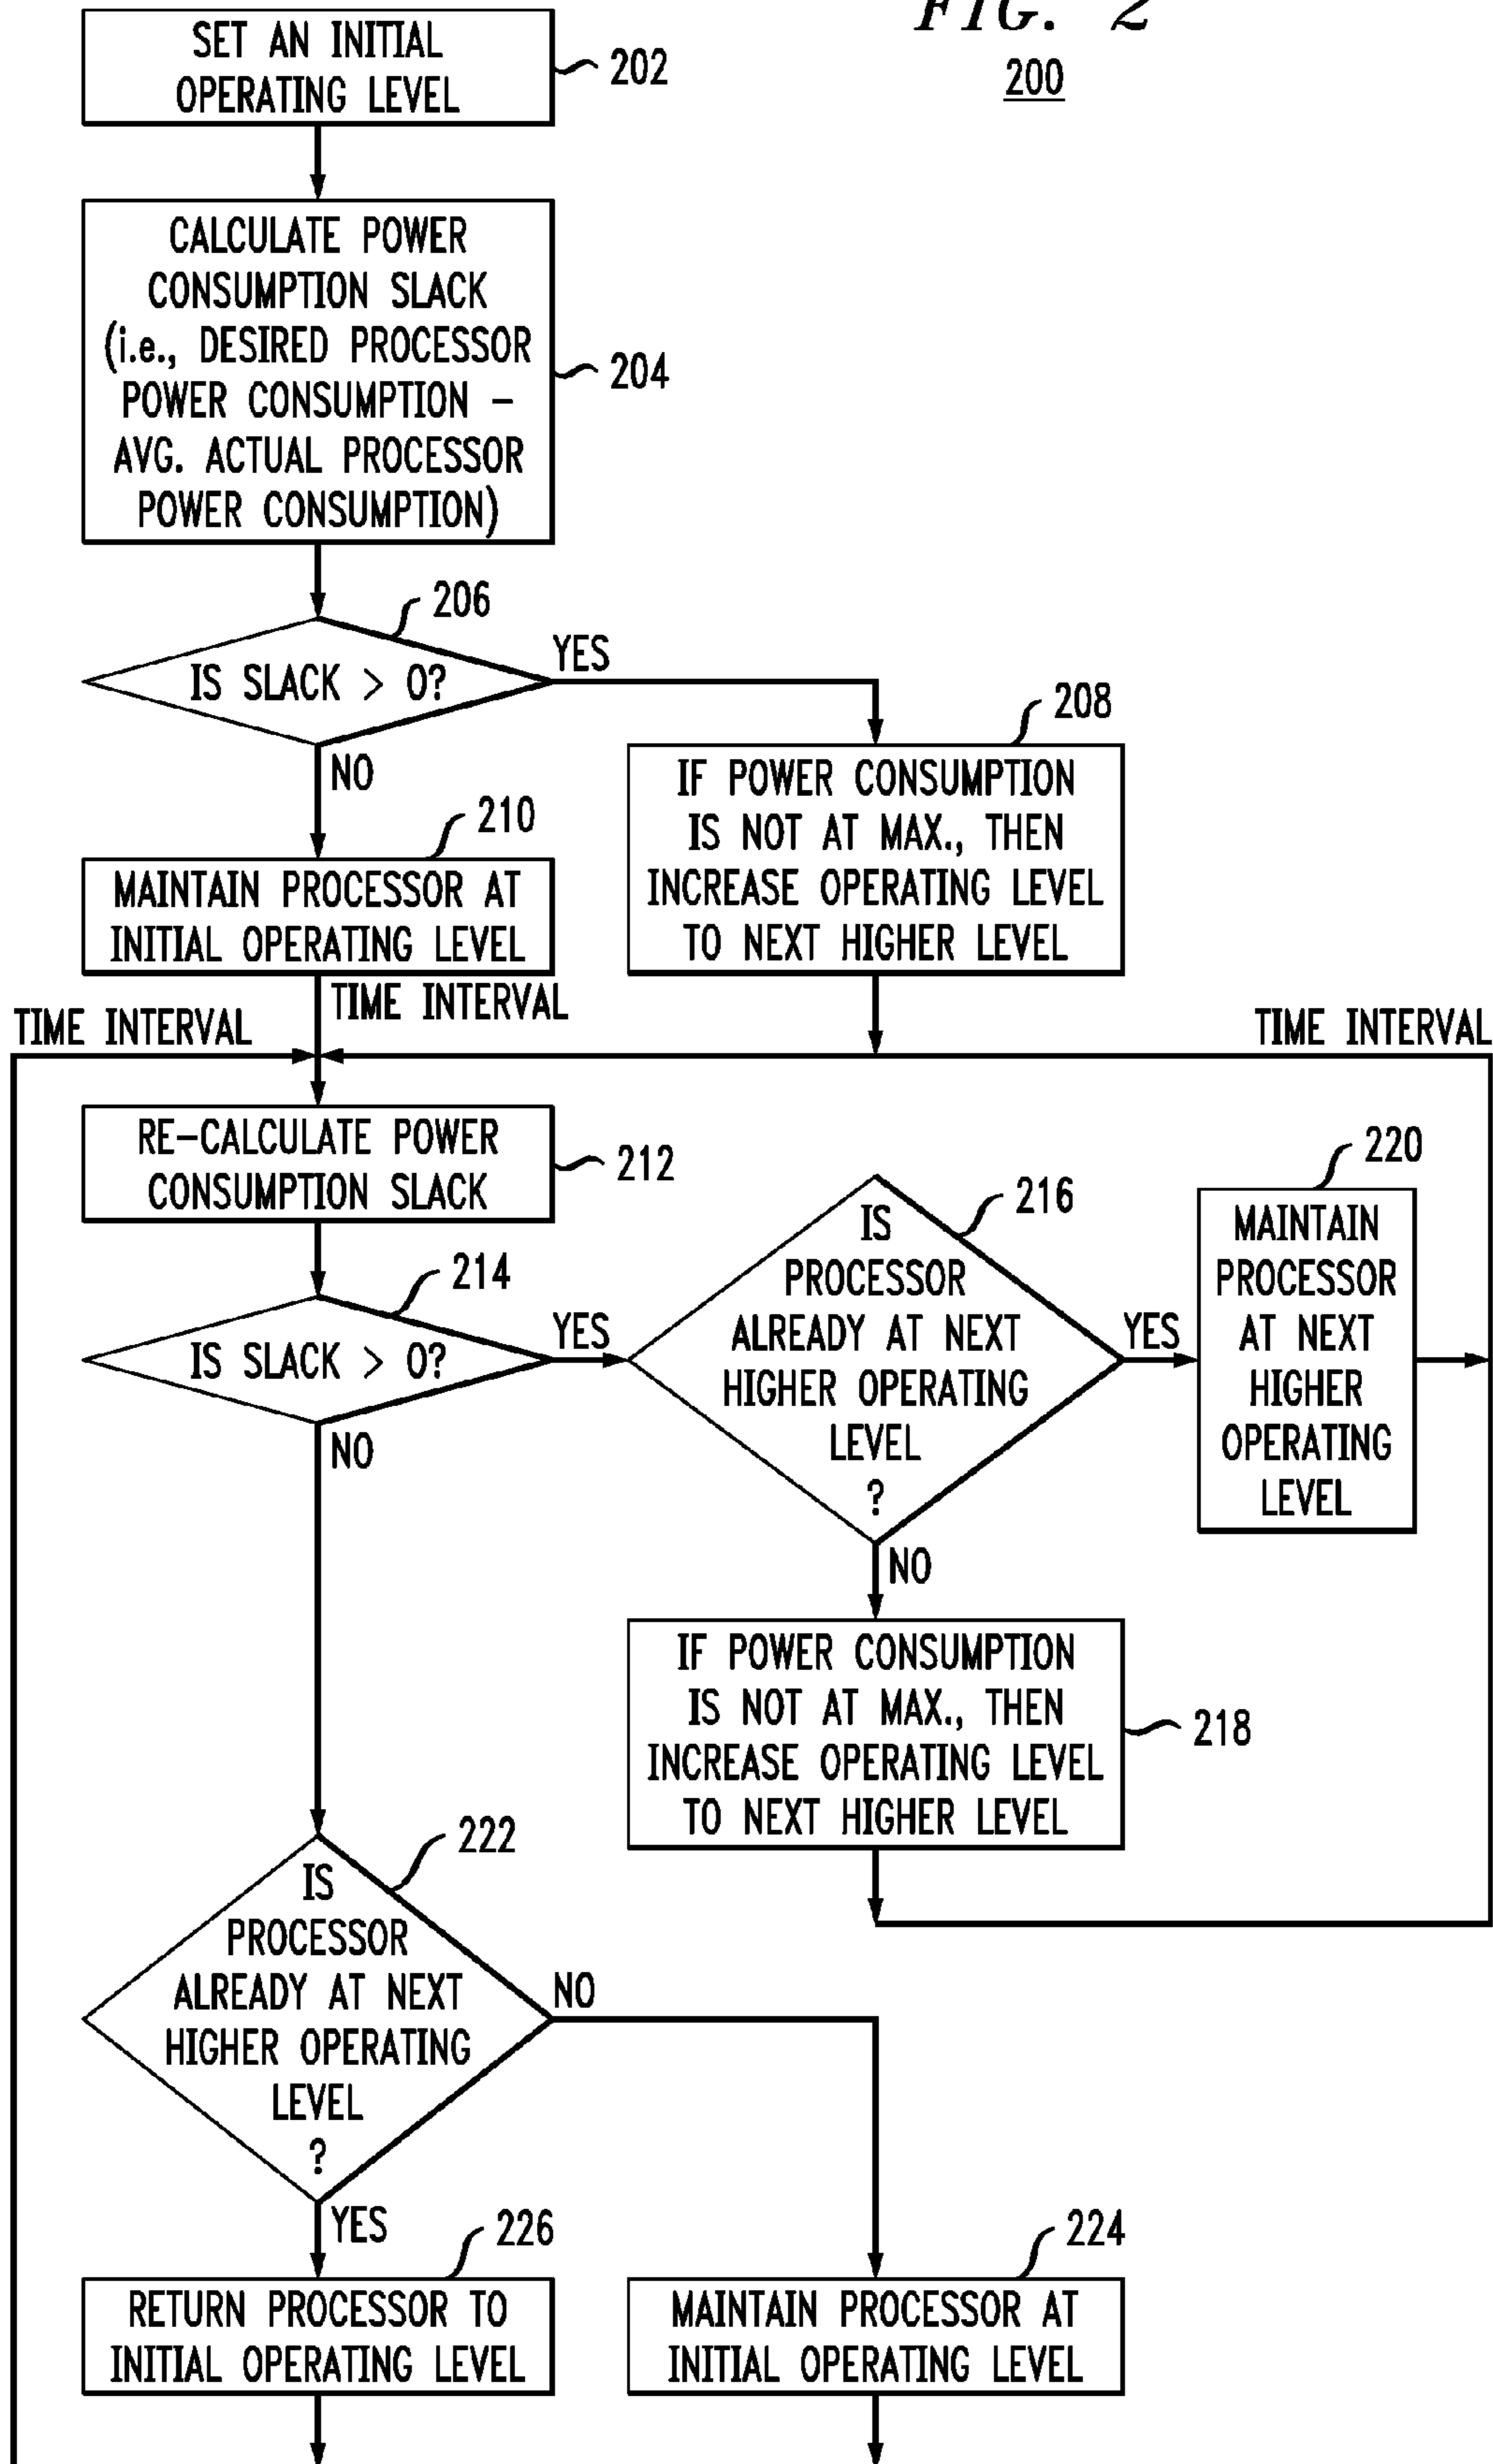 FIG. 2
200
SET AN INITIAL
OPERATING LEVEL
202
CALCULATE POWER
CONSUMPTION SLACK
(i.e., DESIRED PROCESSOR
POWER CONSUMPTION –
AVG. ACTUAL PROCESSOR
POWER CONSUMPTION)
204
206
IS SLACK > 0?
YES
NO
208
IF POWER CONSUMPTION
IS NOT AT MAX., THEN
INCREASE OPERATING LEVEL
TO NEXT HIGHER LEVEL
210
MAINTAIN PROCESSOR AT
INITIAL OPERATING LEVEL
TIME INTERVAL
TIME INTERVAL
TIME INTERVAL
RE-CALCULATE POWER
CONSUMPTION SLACK
212
214
IS SLACK > 0?
YES
NO
216
IS
PROCESSOR
ALREADY AT NEXT
HIGHER OPERATING
LEVEL
?
YES
NO
220
MAINTAIN
PROCESSOR
AT NEXT
HIGHER
OPERATING
LEVEL
IF POWER CONSUMPTION
IS NOT AT MAX., THEN
INCREASE OPERATING LEVEL
TO NEXT HIGHER LEVEL
218
222
IS
PROCESSOR
ALREADY AT NEXT
HIGHER OPERATING
LEVEL
?
NO
YES
226
RETURN PROCESSOR TO
INITIAL OPERATING LEVEL
224
MAINTAIN PROCESSOR AT
INITIAL OPERATING LEVEL